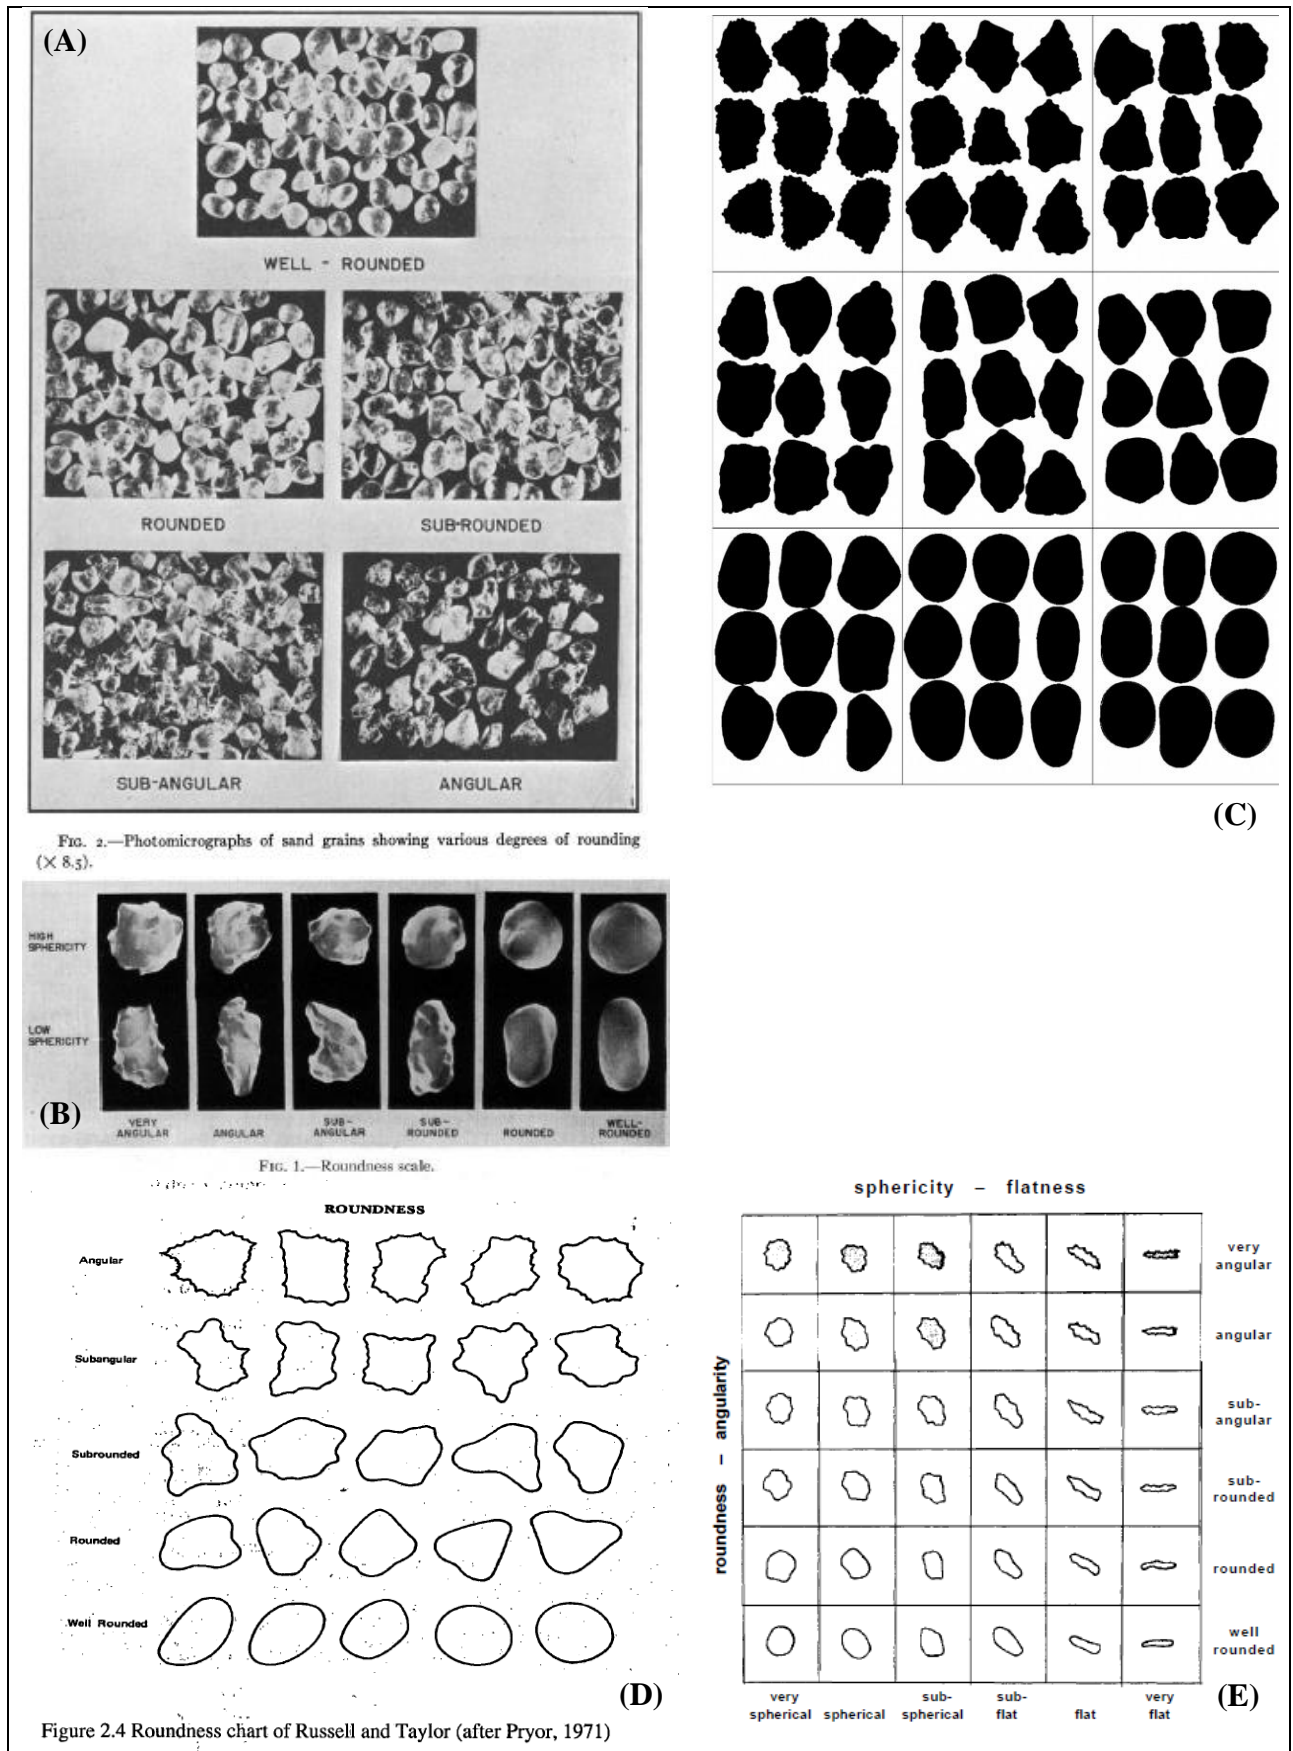 (A)
WELL - ROUNDED
ROUNDED
SUB-ROUNDED
SUB-ANGULAR
ANGULAR
FIG. 2.—Photomicrographs of sand grains showing various degrees of rounding
(× 8.5).
HIGH
SPHERICITY
LOW
SPHERICITY
(B)
VERY
ANGULAR
ANGULAR
SUB-
ANGULAR
SUB-
ROUNDED
ROUNDED
WELL-
ROUNDED
FIG. 1.—Roundness scale.
ROUNDNESS
Angular
Subangular
Subrounded
Rounded
Well Rounded
(D)
Figure 2.4 Roundness chart of Russell and Taylor (after Pryor, 1971)
(C)
sphericity – flatness
roundness – angularity
very
angular
angular
sub-
angular
sub-
rounded
rounded
well
rounded
very
spherical
spherical
sub-
spherical
sub-
flat
flat
very
flat
(E)